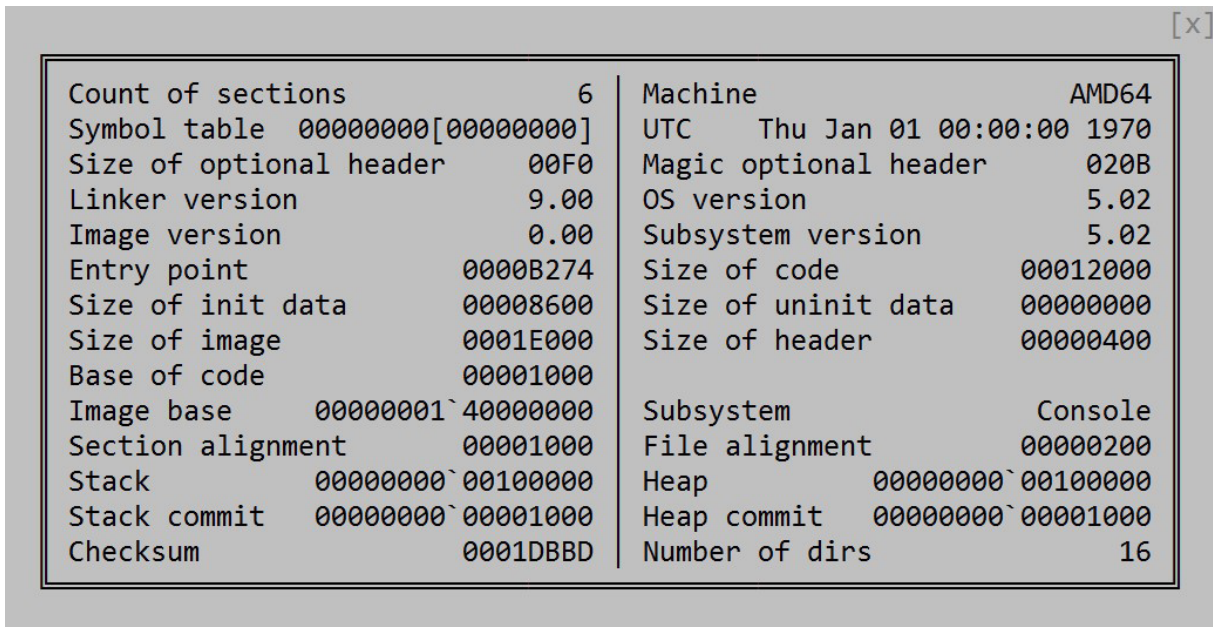 [x]
Count of sections 6 | Machine AMD64
Symbol table 00000000[00000000] | UTC Thu Jan 01 00:00:00 1970
Size of optional header 00F0 | Magic optional header 020B
Linker version 9.00 | OS version 5.02
Image version 0.00 | Subsystem version 5.02
Entry point 0000B274 | Size of code 00012000
Size of init data 00008600 | Size of uninit data 00000000
Size of image 0001E000 | Size of header 00000400
Base of code 00001000 |
Image base 00000001`40000000 | Subsystem Console
Section alignment 00001000 | File alignment 00000200
Stack 00000000`00100000 | Heap 00000000`00100000
Stack commit 00000000`00001000 | Heap commit 00000000`00001000
Checksum 0001DBBD | Number of dirs 16